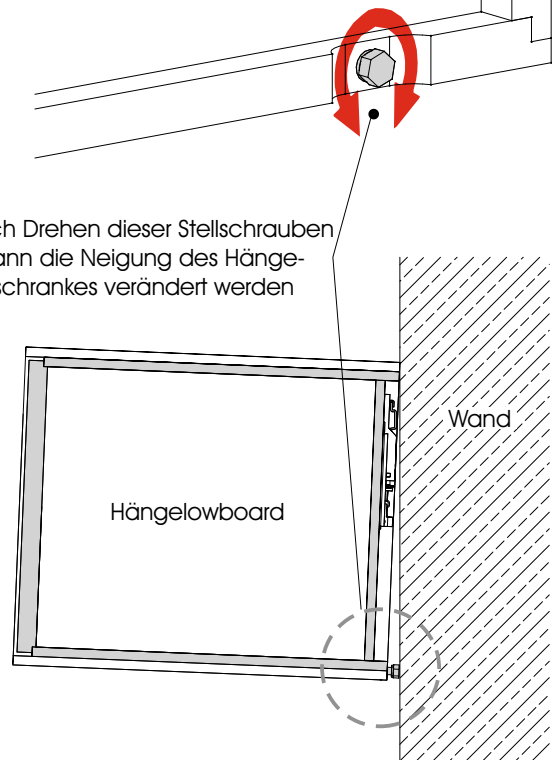 ch Drehen dieser Stellschrauben
ann die Neigung des Hänge-
schrankes verändert werden
Wand
Hängelowboard